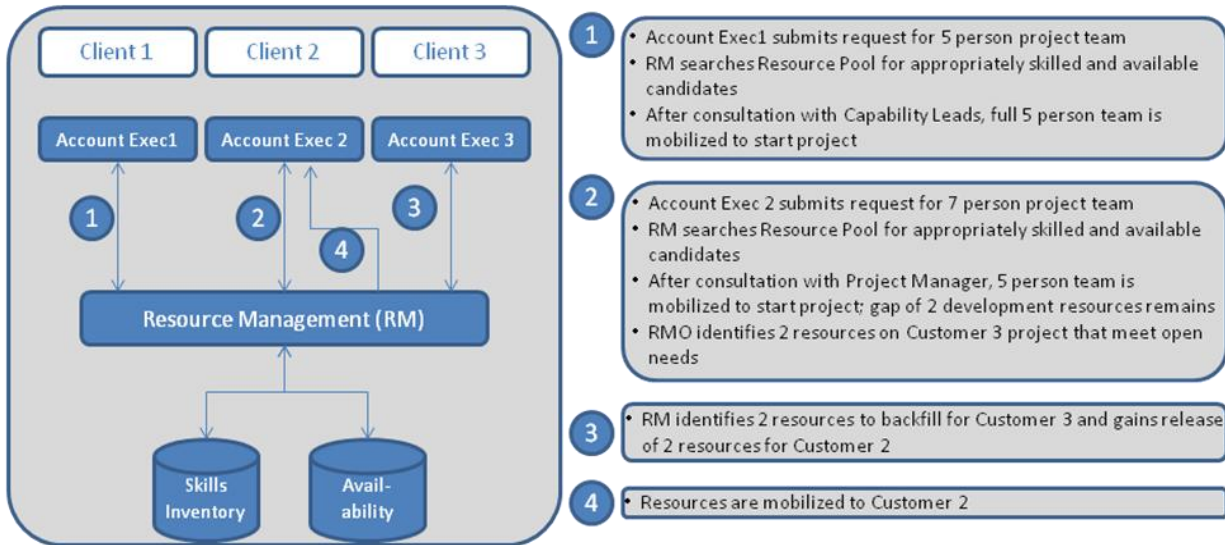 Client 1
Client 2
Client 3
Account Exec1
Account Exec 2
Account Exec 3
1
2
3
4
Resource Management (RM)
Skills
Inventory
Avail-
ability
1
• Account Exec1 submits request for 5 person project team
• RM searches Resource Pool for appropriately skilled and available
candidates
• After consultation with Capability Leads, full 5 person team is
mobilized to start project
2
• Account Exec 2 submits request for 7 person project team
• RM searches Resource Pool for appropriately skilled and available
candidates
• After consultation with Project Manager, 5 person team is
mobilized to start project; gap of 2 development resources remains
• RMO identifies 2 resources on Customer 3 project that meet open
needs
3
• RM identifies 2 resources to backfill for Customer 3 and gains release
of 2 resources for Customer 2
4
• Resources are mobilized to Customer 2